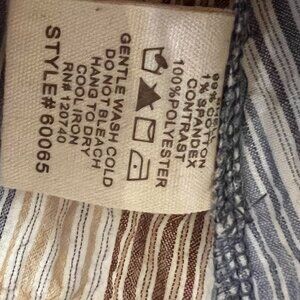 1% SPANDEX
CONTRAST
100%POLYESTER
GENTLE WASH COLD
DO NOT BLEACH
HANG TO DRY
COOL IRON
RN# 120740
STYLE# 60065